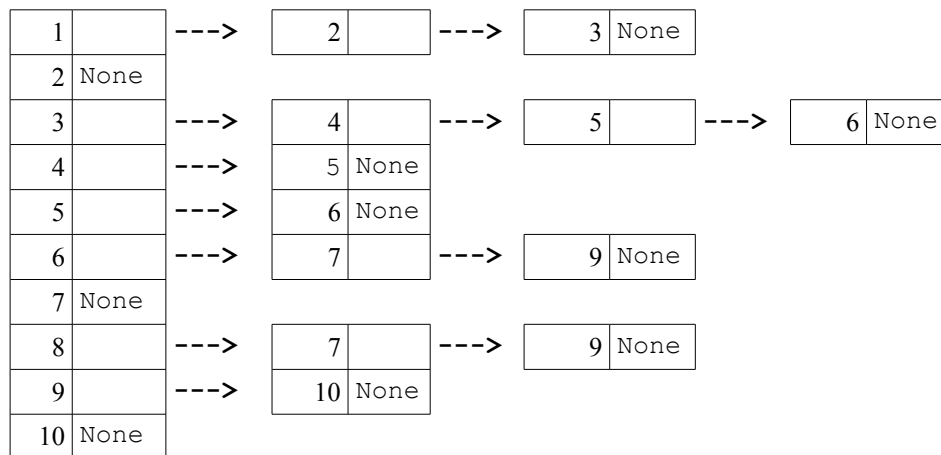 1 ---> 2 ---> 3 None
2 None
3 ---> 4 ---> 5 ---> 6 None
4 ---> 5 None
5 ---> 6 None
6 ---> 7 ---> 9 None
7 None
8 ---> 7 ---> 9 None
9 ---> 10 None
10 None